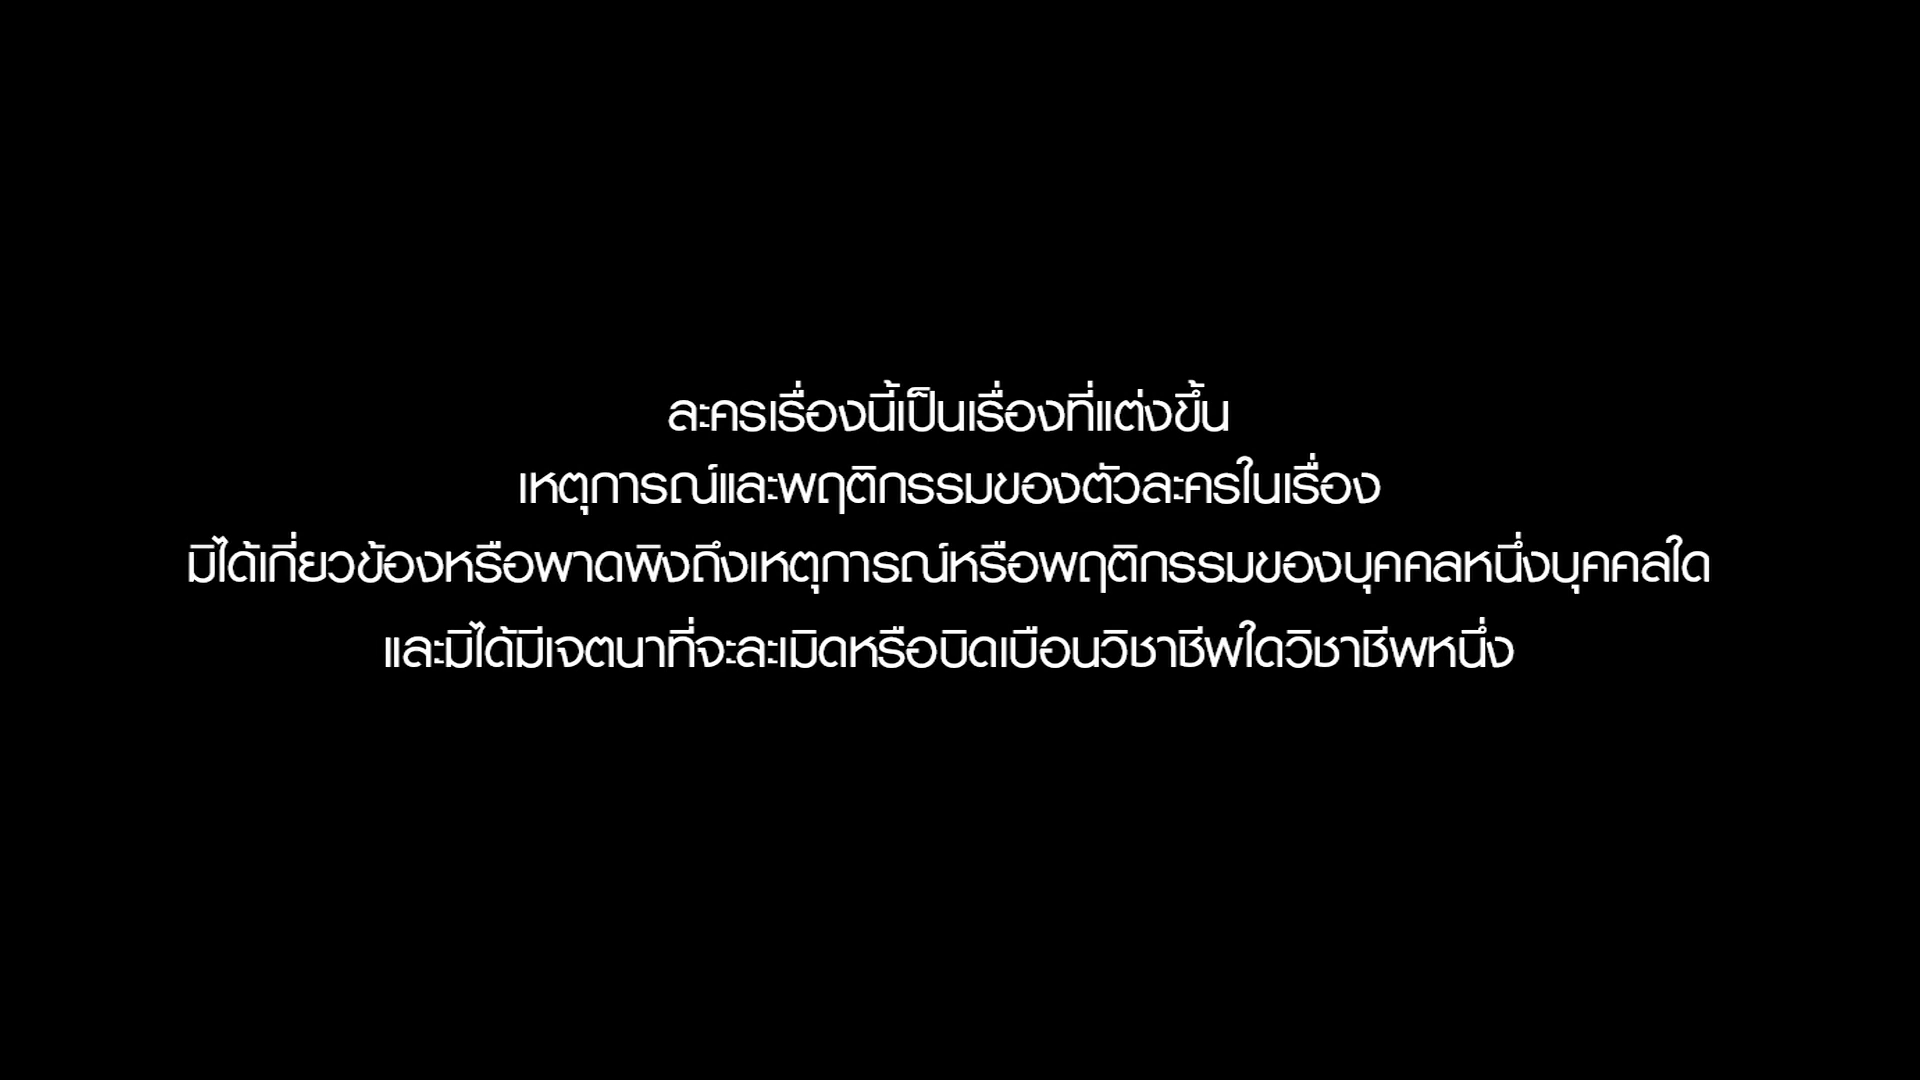 ละครเรื่องนี้เป็นเรื่องที่แต่งขึ้น
เหตุการณ์และพฤติกรรมของตัวละครในเรื่อง
มิได้เกี่ยวข้องหรือพาดพิงถึงเหตุการณ์หรือพฤติกรรมของบุคคลหนึ่งบุคคลใด
และมิได้มีเจตนาที่จะละเมิดหรือบิดเบือนวิชาชีพใดวิชาชีพหนึ่ง